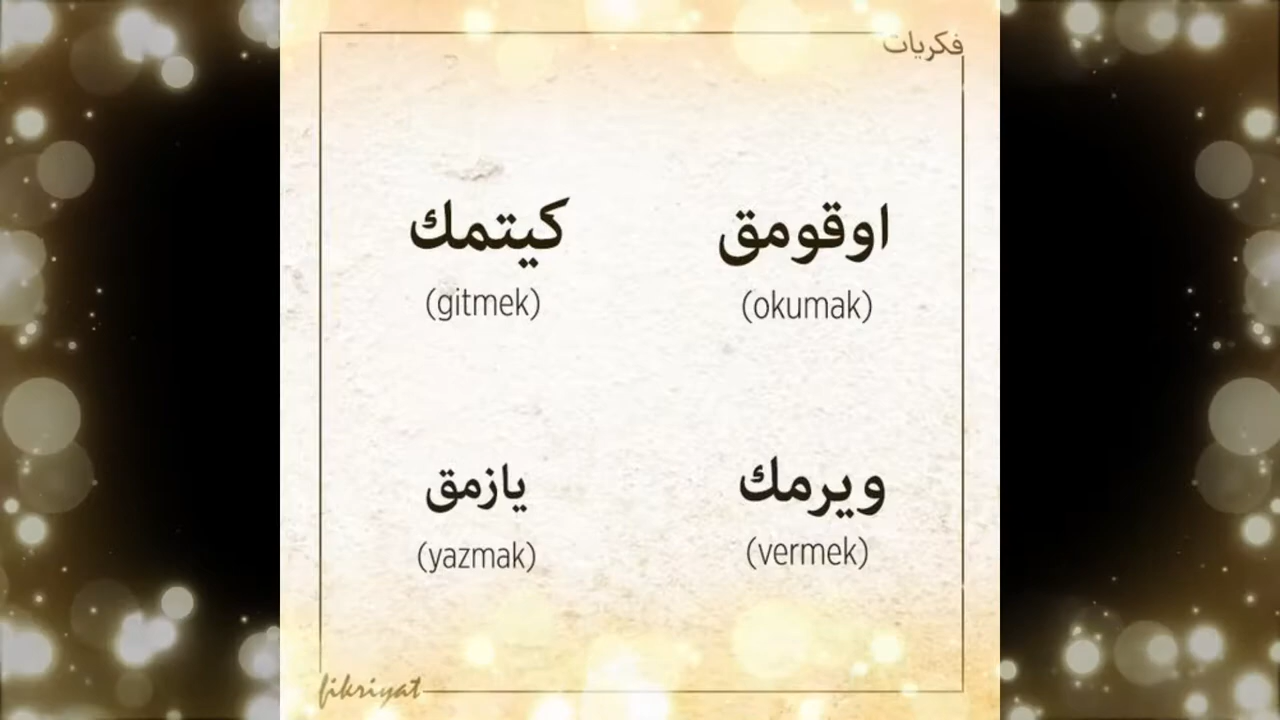 فكريات
اوقومق
(okumak)
كيتمك
(gitmek)
ويرمك
(vermek)
يازمق
(yazmak)
fikriyat